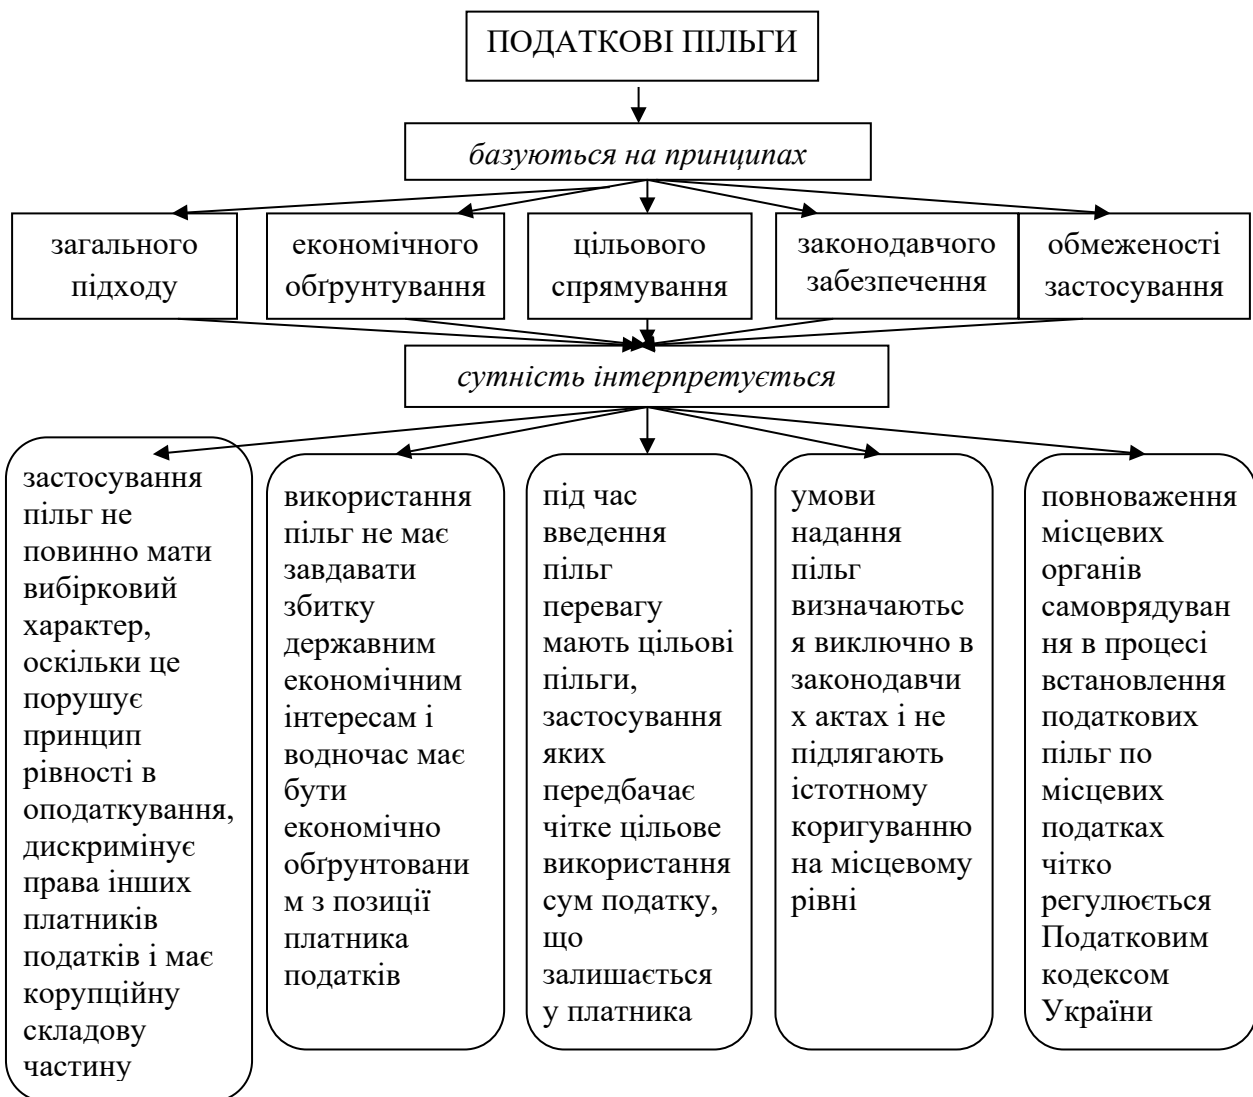 ПОДАТКОВІ ПІЛЬГИ
базуються на принципах
загального
підходу
економічного
обґрунтування
цільового
спрямування
законодавчого
забезпечення
обмеженості
застосування
сутність інтерпретується
застосування
пільг не
повинно мати
вибірковий
характер,
оскільки це
порушує
принцип
рівності в
оподаткування,
дискримінує
права інших
платників
податків і має
корупційну
складову
частину
використання
пільг не має
завдавати
збитку
державним
економічним
інтересам і
водночас має
бути
економічно
обґрунтовани
м з позиції
платника
податків
під час
введення
пільг
перевагу
мають цільові
пільги,
застосування
яких
передбачає
чітке цільове
використання
сум податку,
що
залишається
у платника
умови
надання
пільг
визначаютьс
я виключно в
законодавчи
х актах і не
підлягають
істотному
коригуванню
на місцевому
рівні
повноваження
місцевих
органів
самоврядуван
ня в процесі
встановлення
податкових
пільг по
місцевих
податках
чітко
регулюється
Податковим
кодексом
України